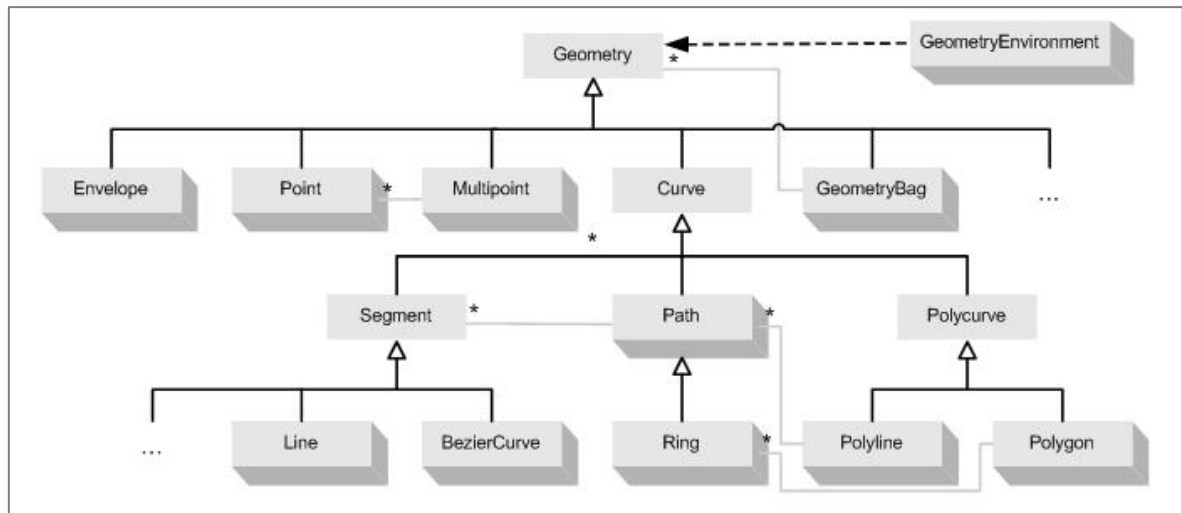 GeometryEnvironment
Geometry
*
Envelope
Point
*
Multipoint
Curve
GeometryBag
...
*
Segment
*
Path
*
Polycurve
...
Line
BezierCurve
Ring
*
Polyline
Polygon